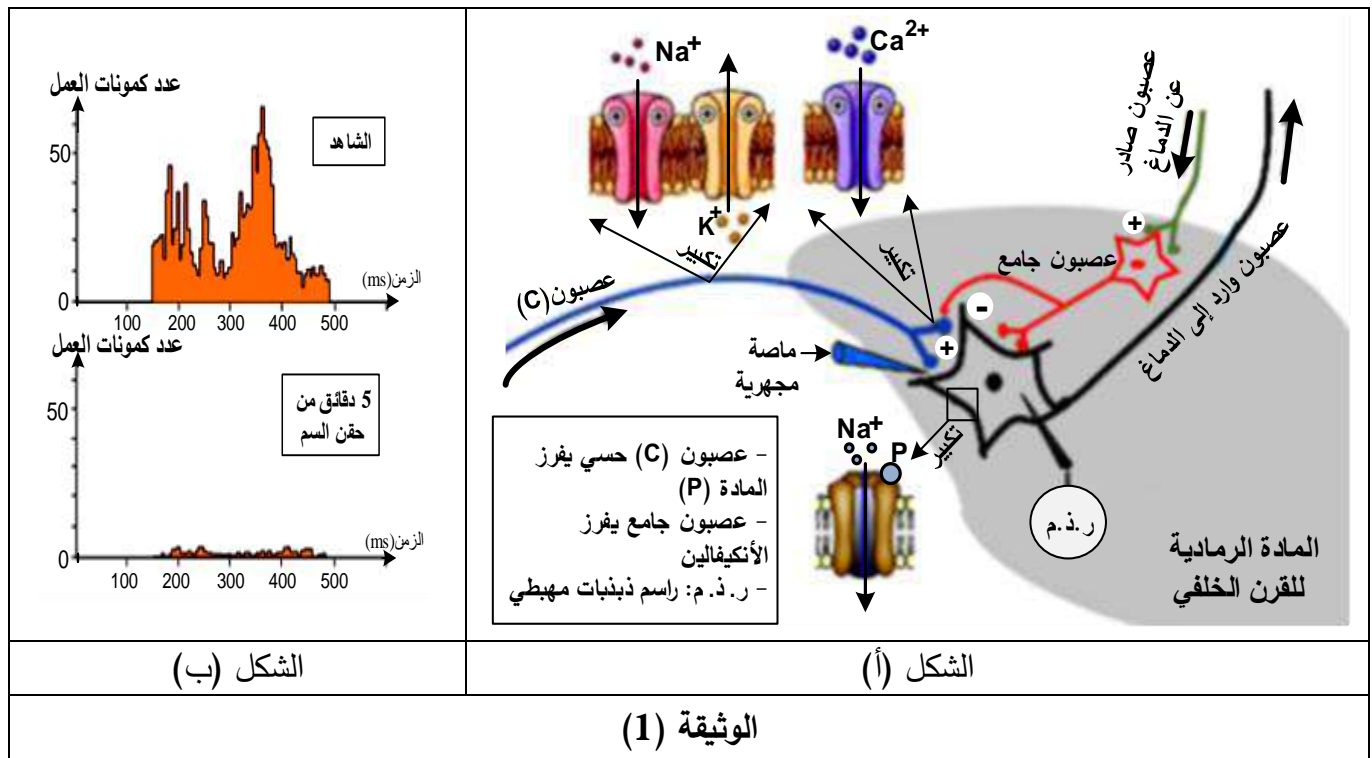 عدد كمونات العمل
50
0
الشاهد
الزمن(ms)
100 200 300 400 500
عدد كمونات العمل
50
0
5 دقائق من
حقن السم
الزمن(ms)
100 200 300 400 500
Na+
K+
تكبير
Ca2+
تكبير
عصبون صادر
عن الدماغ
+
عصبون جامع
عصبون وارد إلى الدماغ
عصبون(C)
-
+
ماصة
مجهرية
Na+
P
تكبير
ر.ذ.م
المادة الرمادية
للقرن الخلفي
- عصبون (C) حسي يفرز
المادة (P)
- عصبون جامع يفرز
الأنكيفالين
- ر.ذ.م: راسم ذبذبات مهبطي
الشكل (أ)
الشكل (ب)
الوثيقة (1)